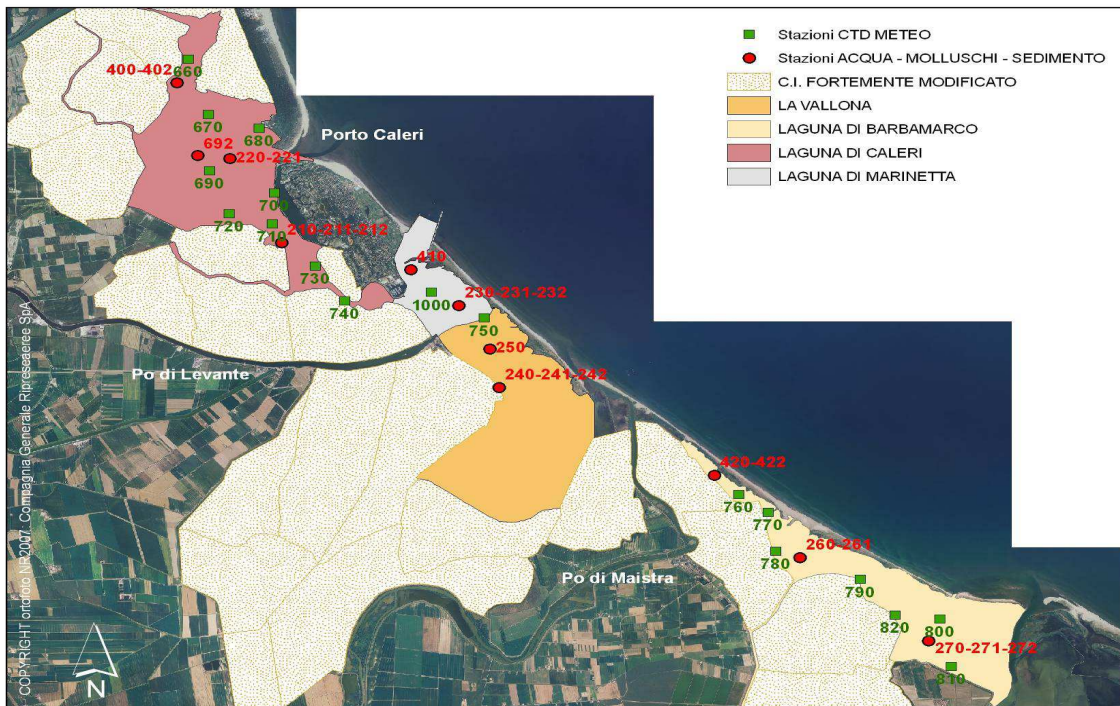 Stazioni CTD METEO
Stazioni ACQUA - MOLLUSCHI - SEDIMENTO
C.I. FORTEMENTE MODIFICATO
LA VALLONA
LAGUNA DI BARBAMARCO
LAGUNA DI CALERI
LAGUNA DI MARINETTA
400-402
660
670
680
Porto Caleri
692
220-221
690
700
720
710
210-211-212
730
740
410
1000
230-231-232
750
250
240-241-242
Po di Levante
420-422
760
770
780
260-261
Po di Maistra
790
820
800
270-271-272
810
N
COPYRIGHT ortofoto NR2007: Compagnia Generale Ripreseaeree SpA